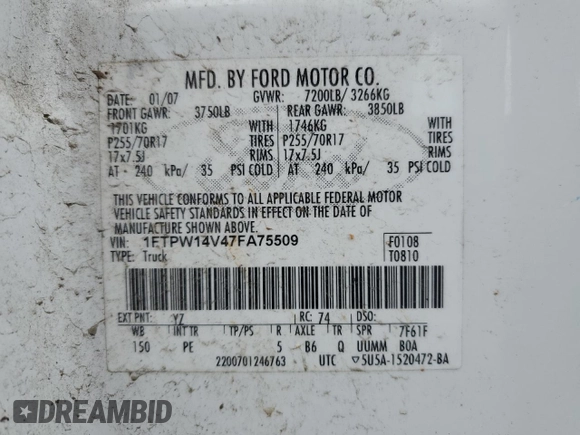 MFD. BY FORD MOTOR CO.
DATE: 01/07 GVWR: 7200LB/ 3266KG
FRONT GAWR: 3750LB REAR GAWR: 3850LB
1701KG WITH 1746KG WITH
P255/70R17 TIRES P255/70R17 TIRES
17x7.5J RIMS 17x7.5J RIMS
AT - 240 kPa/ 35 PSI COLD AT - 240 kPa/ 35 PSI COLD
THIS VEHICLE CONFORMS TO ALL APPLICABLE FEDERAL MOTOR
VEHICLE SAFETY STANDARDS IN EFFECT ON THE DATE OF
MANUFACTURE SHOWN ABOVE.
VIN: 1FTPW14V47FA75509 F0108
TYPE: Truck T0810
EXT PNT: YZ RC: 74 DSO:
WB INT TR TP/PS R AXLE TR SPR 7F61F
150 PE 5 B6 Q UUMM BOA
2200701246763 UTC 5U5A-1520472-BA
DREAMBID